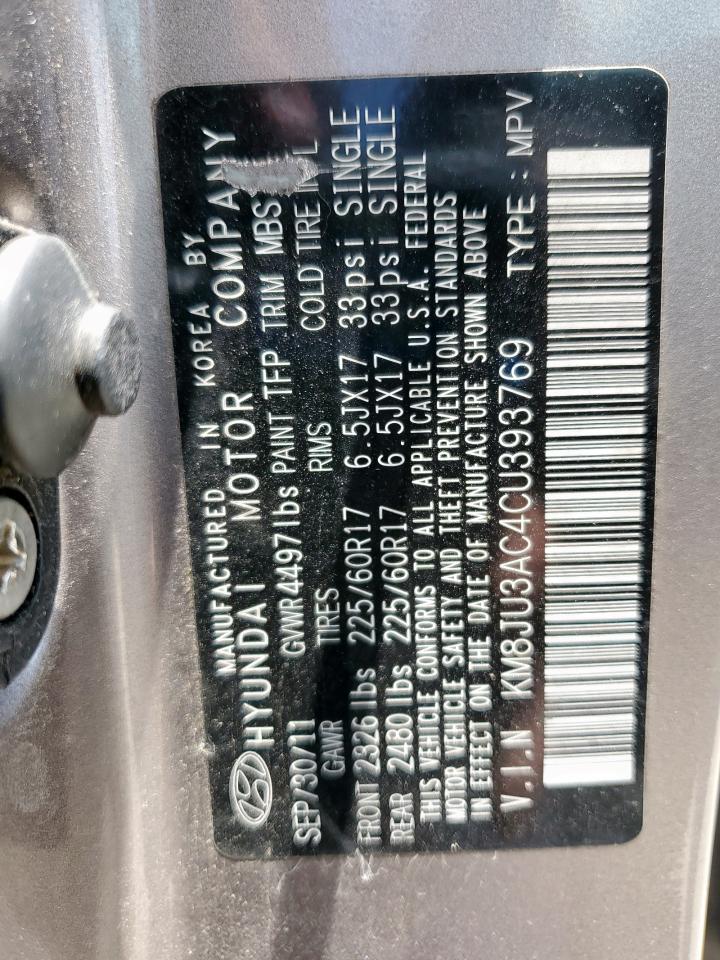 MANUFACTURED IN KOREA BY
HYUNDAI MOTOR COMPANY
SEP/30/11 GVWR 4497lbs PAINT TFP TRIM MBS
GAWR TIRES RIMS COLD TIRE
FRONT 2326 lbs 225/60R17 6.5JX17 33psi SINGLE
REAR 2480 lbs 225/60R17 6.5JX17 33psi SINGLE
THIS VEHICLE CONFORMS TO ALL APPLICABLE U.S.A. FEDERAL
MOTOR VEHICLE SAFETY AND THEFT PREVENTION STANDARDS
IN EFFECT ON THE DATE OF MANUFACTURE SHOWN ABOVE
V.I.N KM8JU3AC4CU393769 TYPE : MPV